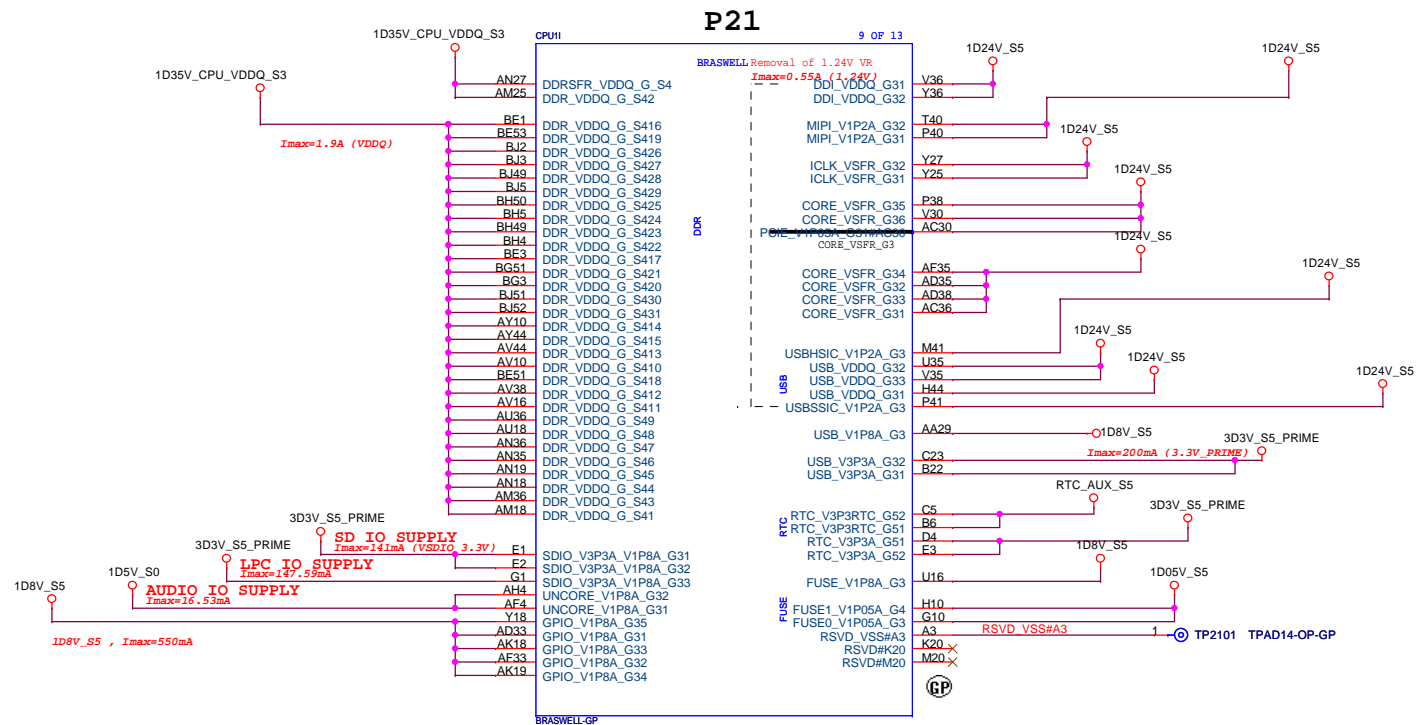 P21
CPU1I
9 OF 13
BRASWELL Removal of 1.24V VR
Imax=0.55A (1.24V)
1D35V_CPU_VDDQ_S3
1D35V_CPU_VDDQ_S3
Imax=1.9A (VDDQ)
AN27 DDRSFR_VDDQ_G_S4
AM25 DDR_VDDQ_G_S42
BE1 DDR_VDDQ_G_S416
BE53 DDR_VDDQ_G_S419
BJ2 DDR_VDDQ_G_S426
BJ3 DDR_VDDQ_G_S427
BJ49 DDR_VDDQ_G_S428
BJ5 DDR_VDDQ_G_S429
BH50 DDR_VDDQ_G_S425
BH5 DDR_VDDQ_G_S424
BH49 DDR_VDDQ_G_S423
BH4 DDR_VDDQ_G_S422
BE3 DDR_VDDQ_G_S417
BG51 DDR_VDDQ_G_S421
BG3 DDR_VDDQ_G_S420
BJ51 DDR_VDDQ_G_S430
BJ52 DDR_VDDQ_G_S431
AY10 DDR_VDDQ_G_S414
AY44 DDR_VDDQ_G_S415
AV44 DDR_VDDQ_G_S413
AV10 DDR_VDDQ_G_S410
BE51 DDR_VDDQ_G_S418
AV38 DDR_VDDQ_G_S412
AV16 DDR_VDDQ_G_S411
AU36 DDR_VDDQ_G_S49
AU18 DDR_VDDQ_G_S48
AN36 DDR_VDDQ_G_S47
AN35 DDR_VDDQ_G_S46
AN19 DDR_VDDQ_G_S45
AN18 DDR_VDDQ_G_S44
AM36 DDR_VDDQ_G_S43
AM18 DDR_VDDQ_G_S41
DDR
3D3V_S5_PRIME
SD IO SUPPLY
Imax=141mA (VSDIO_3.3V)
3D3V_S5_PRIME
LPC IO SUPPLY
Imax=147.59mA
1D5V_S0
AUDIO IO SUPPLY
Imax=16.53mA
1D8V_S5
1D8V_S5 , Imax=550mA
E1 SDIO_V3P3A_V1P8A_G31
E2 SDIO_V3P3A_V1P8A_G32
G1 SDIO_V3P3A_V1P8A_G33
AH4 UNCORE_V1P8A_G32
AF4 UNCORE_V1P8A_G31
Y18 GPIO_V1P8A_G35
AD33 GPIO_V1P8A_G31
AK18 GPIO_V1P8A_G33
AF33 GPIO_V1P8A_G32
AK19 GPIO_V1P8A_G34
DDI_VDDQ_G31 V36 1D24V_S5
DDI_VDDQ_G32 Y36
MIPI_V1P2A_G32 T40 1D24V_S5
MIPI_V1P2A_G31 P40
ICLK_VSFR_G32 Y27 1D24V_S5
ICLK_VSFR_G31 Y25
CORE_VSFR_G35 P38 1D24V_S5
CORE_VSFR_G36 V30
AC30
CORE_VSFR_G3
CORE_VSFR_G34 AF35 1D24V_S5
CORE_VSFR_G32 AD35
CORE_VSFR_G33 AD38
CORE_VSFR_G31 AC36
USBHSIC_V1P2A_G3 M41 1D24V_S5
USB_VDDQ_G32 U35 1D24V_S5
USB_VDDQ_G33 V35
USB_VDDQ_G31 H44 1D24V_S5
USBSSIC_V1P2A_G3 P41 1D24V_S5
USB
USB_V1P8A_G3 AA29 1D8V_S5
3D3V_S5_PRIME
Imax=200mA (3.3V_PRIME)
USB_V3P3A_G32 C23
USB_V3P3A_G31 B22
RTC_AUX_S5
3D3V_S5_PRIME
RTC
RTC_V3P3RTC_G52 C5
RTC_V3P3RTC_G51 B6
RTC_V3P3A_G51 D4
RTC_V3P3A_G52 E3
FUSE_V1P8A_G3 U16 1D8V_S5
FUSE
1D05V_S5
FUSE1_V1P05A_G4 H10
FUSE0_V1P05A_G3 G10
RSVD_VSS#A3 A3 RSVD_VSS#A3 1 TP2101 TPAD14-OP-GP
RSVD#K20 K20
RSVD#M20 M20
GP
BRASWELL-GP